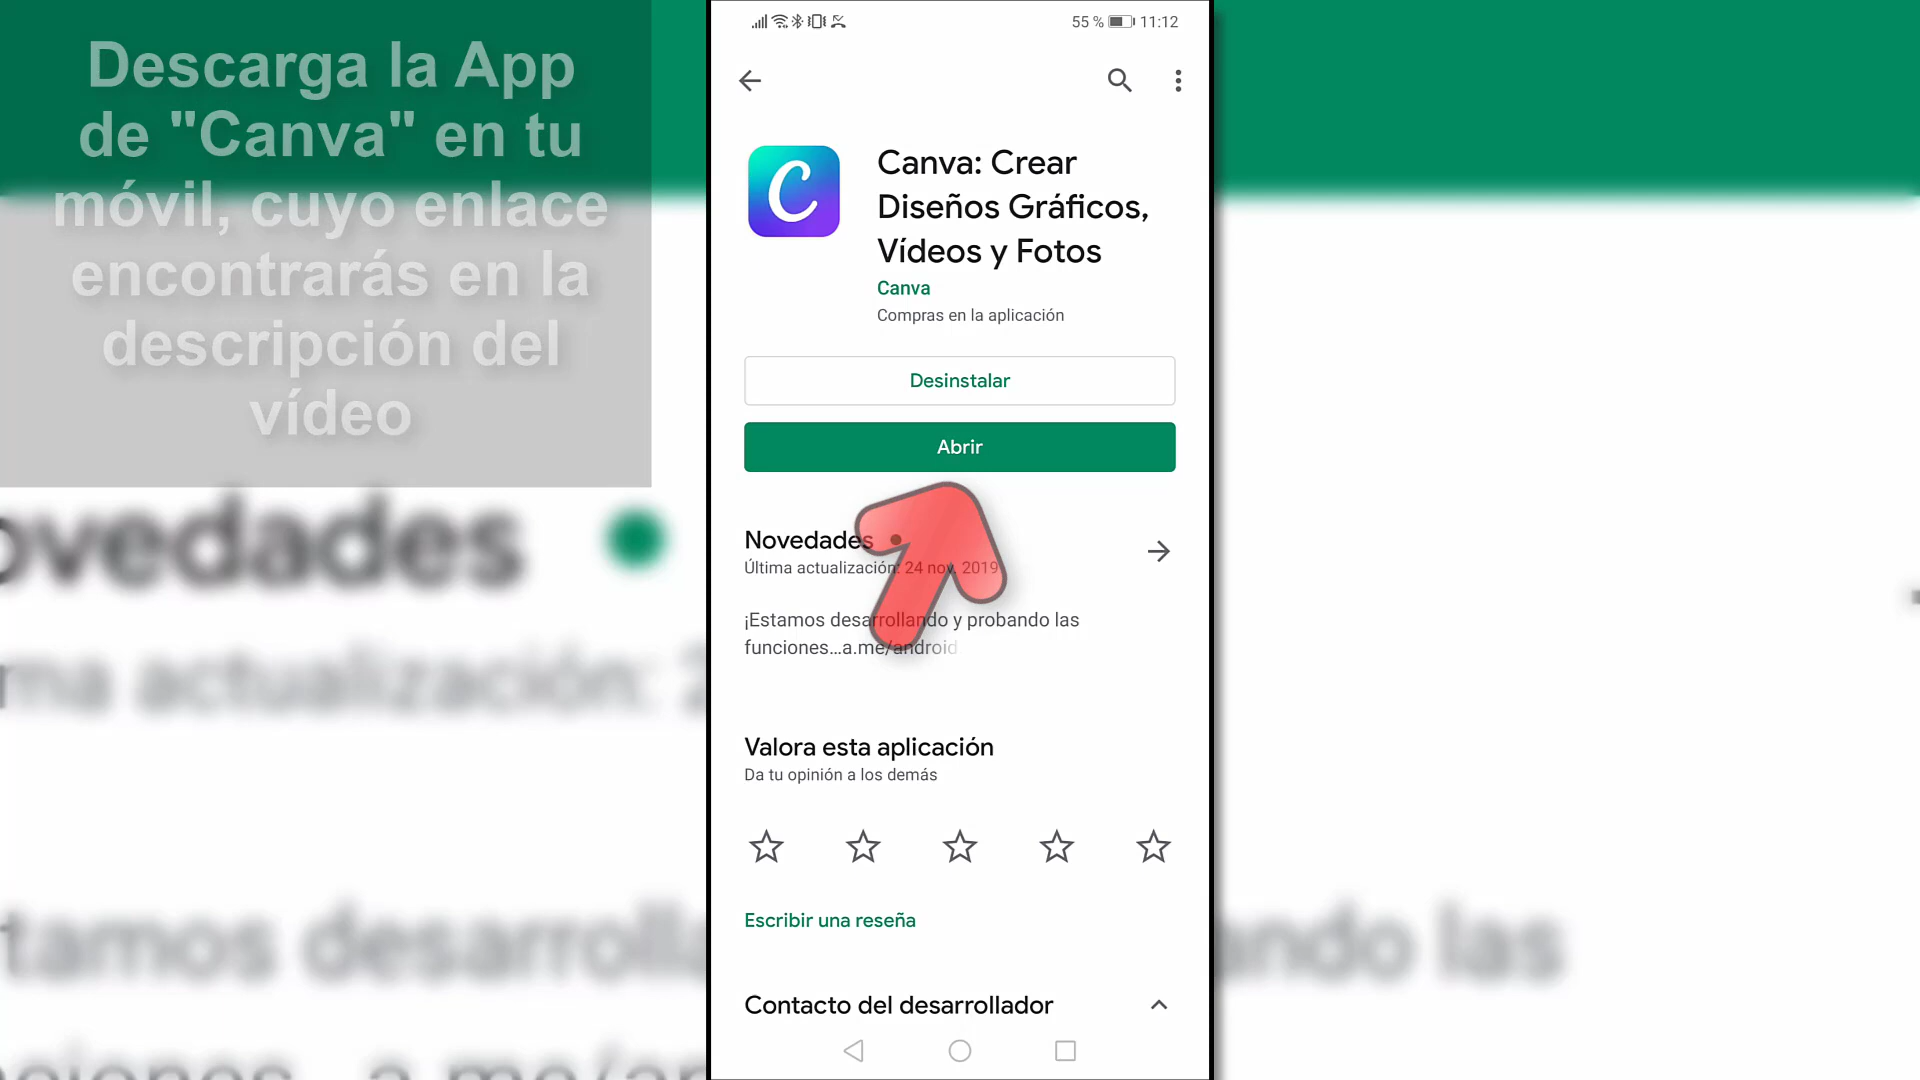 Descarga la App
de "Canva" en tu
móvil, cuyo enlace
encontrarás en la
descripción del
vídeo
55 % 11:12
Canva: Crear
Diseños Gráficos,
Vídeos y Fotos
Canva
Compras en la aplicación
Desinstalar
Abrir
Novedades
Última actualización: 24 nov. 2019
¡Estamos desarrollando y probando las
funciones...a.me/android
Valora esta aplicación
Da tu opinión a los demás
Escribir una reseña
Contacto del desarrollador
ovedades
ma actualización: 2
tamos desarrolla
ando las